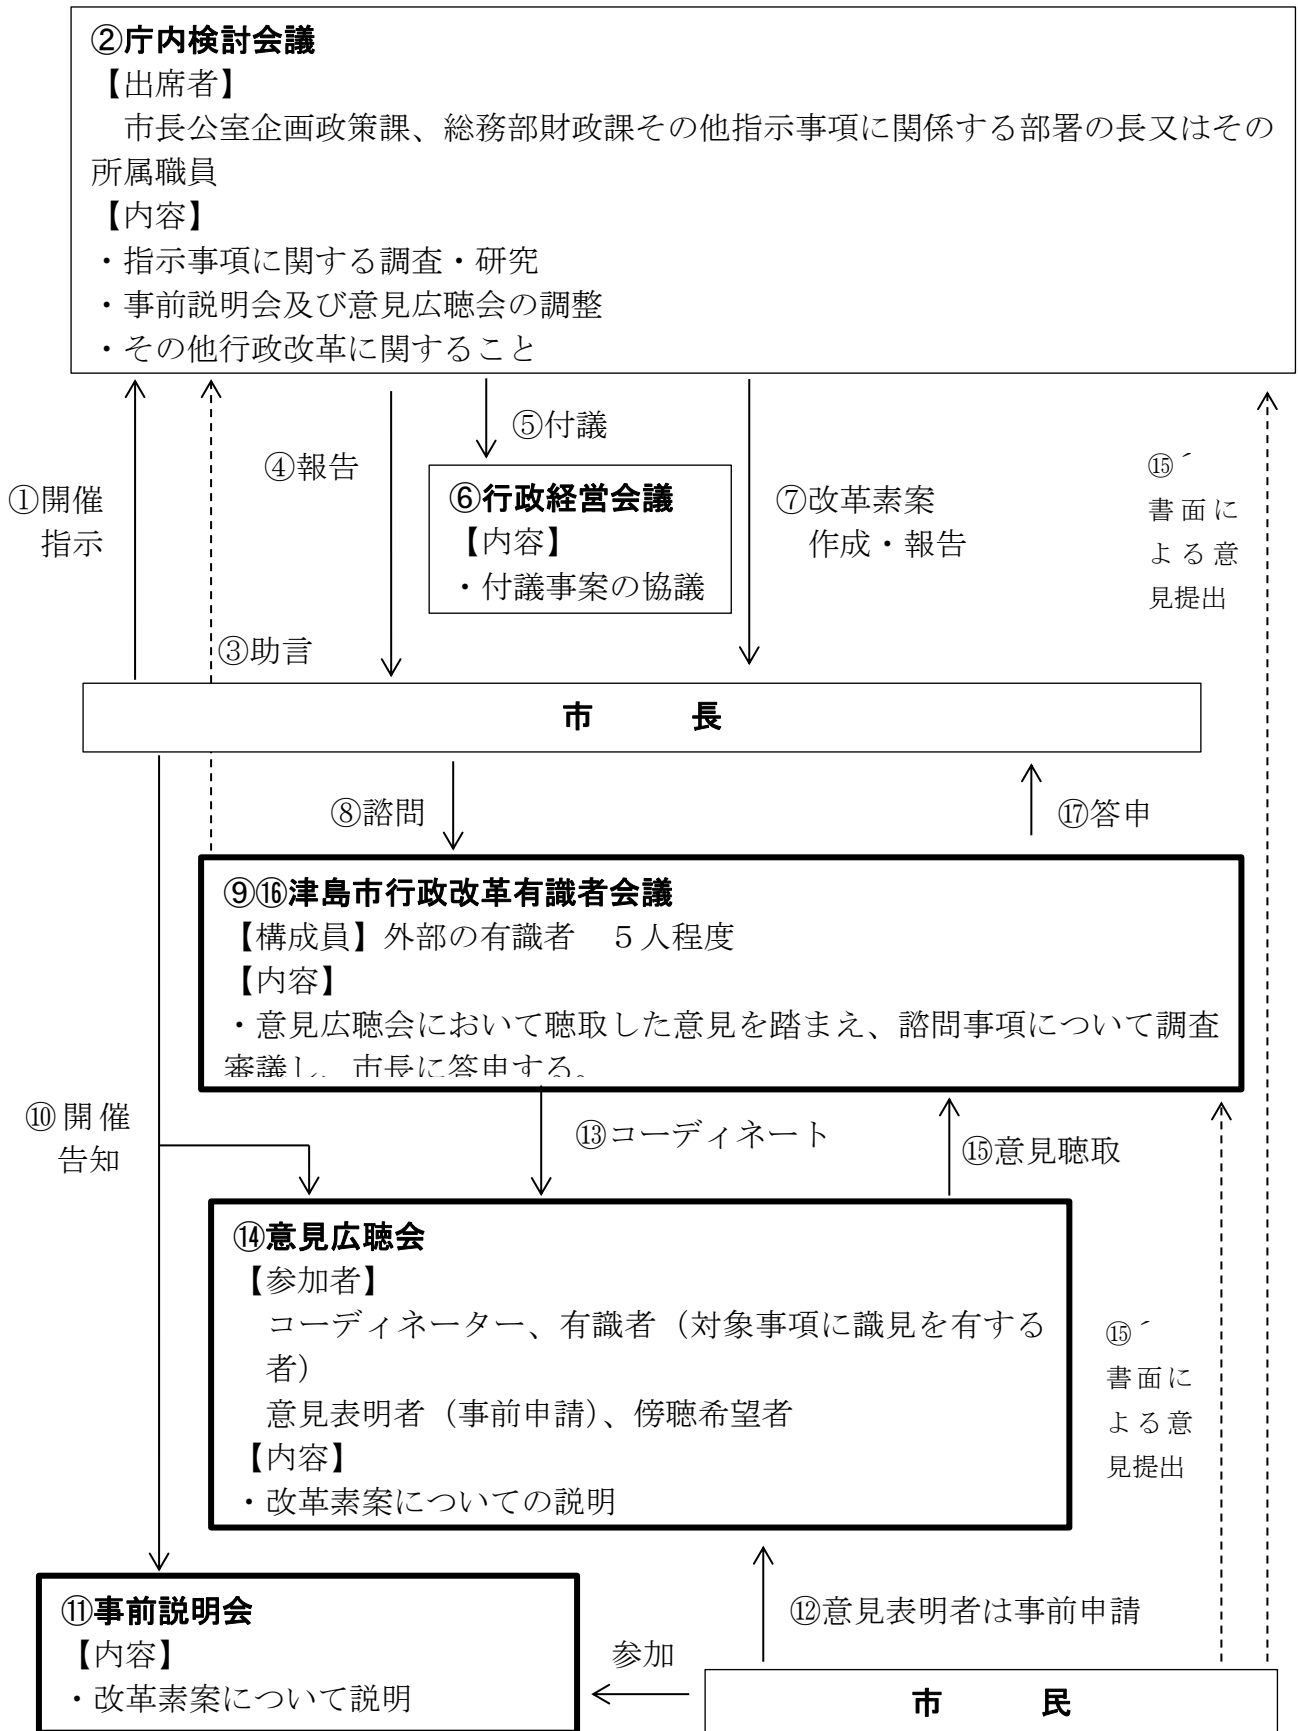 ②庁内検討会議
【出席者】
市長公室企画政策課、総務部財政課その他指示事項に関係する部署の長又はその
所属職員
【内容】
・指示事項に関する調査・研究
・事前説明会及び意見広聴会の調整
・その他行政改革に関すること
①開催
指示
③助言
④報告
⑤付議
⑥行政経営会議
【内容】
・付議事案の協議
⑦改革素案
作成・報告
⑮´
書面に
よる意
見提出
市　　　長
⑧諮問
⑰答申
⑨⑯津島市行政改革有識者会議
【構成員】外部の有識者　５人程度
【内容】
・意見広聴会において聴取した意見を踏まえ、諮問事項について調査
審議し、市長に答申する。
⑩開催
告知
⑬コーディネート
⑮意見聴取
⑭意見広聴会
【参加者】
コーディネーター、有識者（対象事項に識見を有する
者）
意見表明者（事前申請）、傍聴希望者
【内容】
・改革素案についての説明
⑮´
書面に
よる意
見提出
⑪事前説明会
【内容】
・改革素案について説明
参加
⑫意見表明者は事前申請
市　　　民